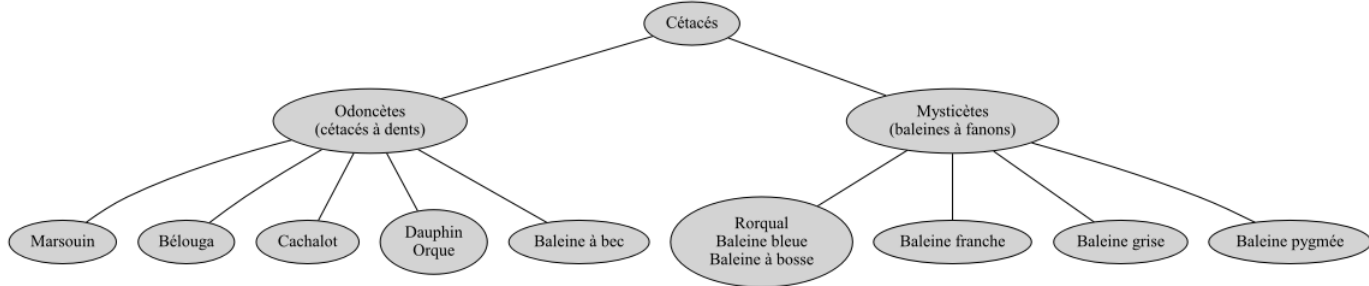 Cétacés
Odoncètes
(cétacés à dents)
Mysticètes
(baleines à fanons)
Marsouin
Bélouga
Cachalot
Dauphin
Orque
Baleine à bec
Rorqual
Baleine bleue
Baleine à bosse
Baleine franche
Baleine grise
Baleine pygmée